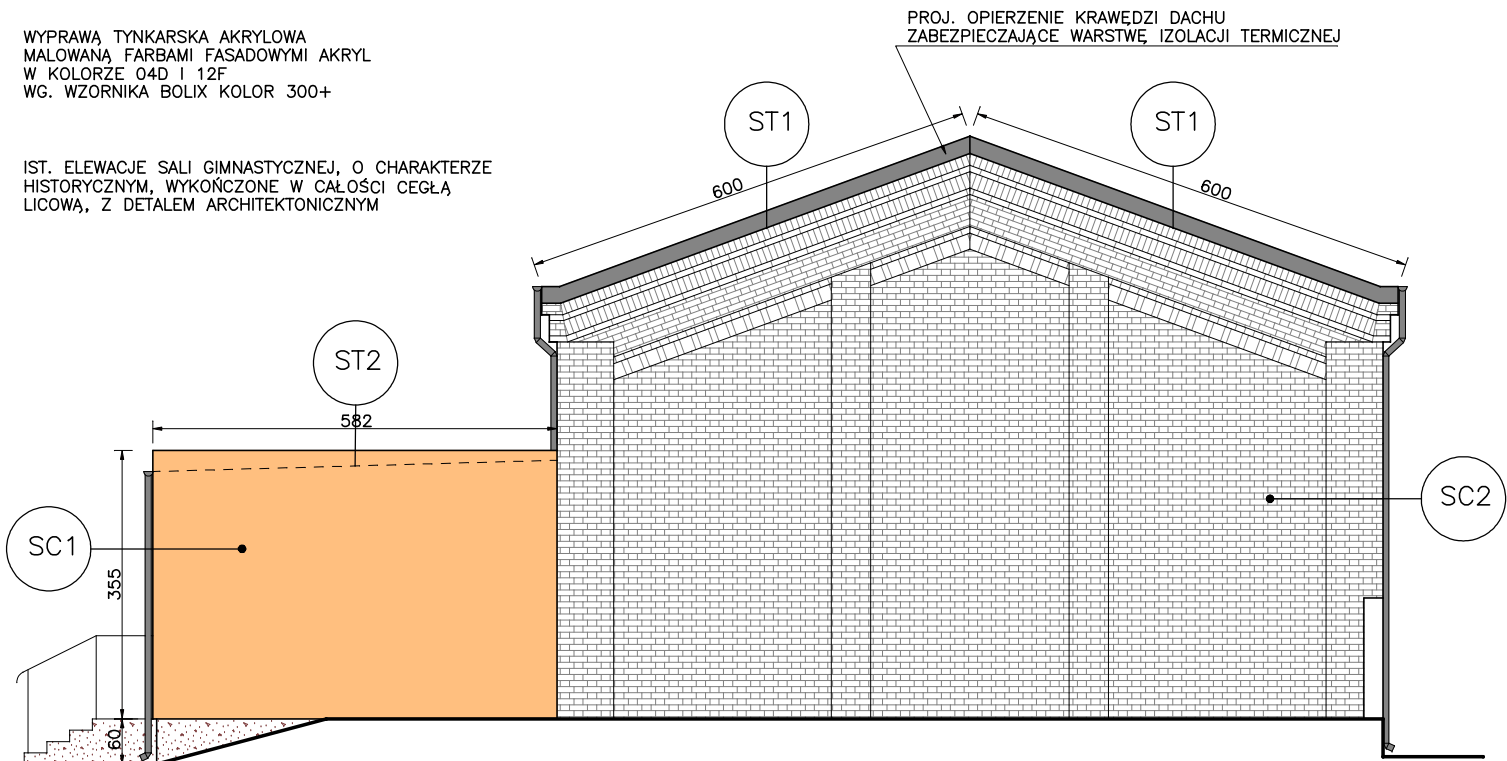 WYPRAWĄ TYNKARSKA AKRYLOWA
MALOWANĄ FARBAMI FASADOWYMI AKRYL
W KOLORZE 04D I 12F
WG. WZORNIKA BOLIX KOLOR 300+
IST. ELEWACJE SALI GIMNASTYCZNEJ, O CHARAKTERZE
HISTORYCZNYM, WYKOŃCZONE W CAŁOŚCI CEGŁĄ
LICOWĄ, Z DETALEM ARCHITEKTONICZNYM
PROJ. OPIERZENIE KRAWĘDZI DACHU
ZABEZPIECZAJĄCE WARSTWĘ IZOLACJI TERMICZNEJ
ST1
ST1
600
600
ST2
582
SC1
SC2
355
60